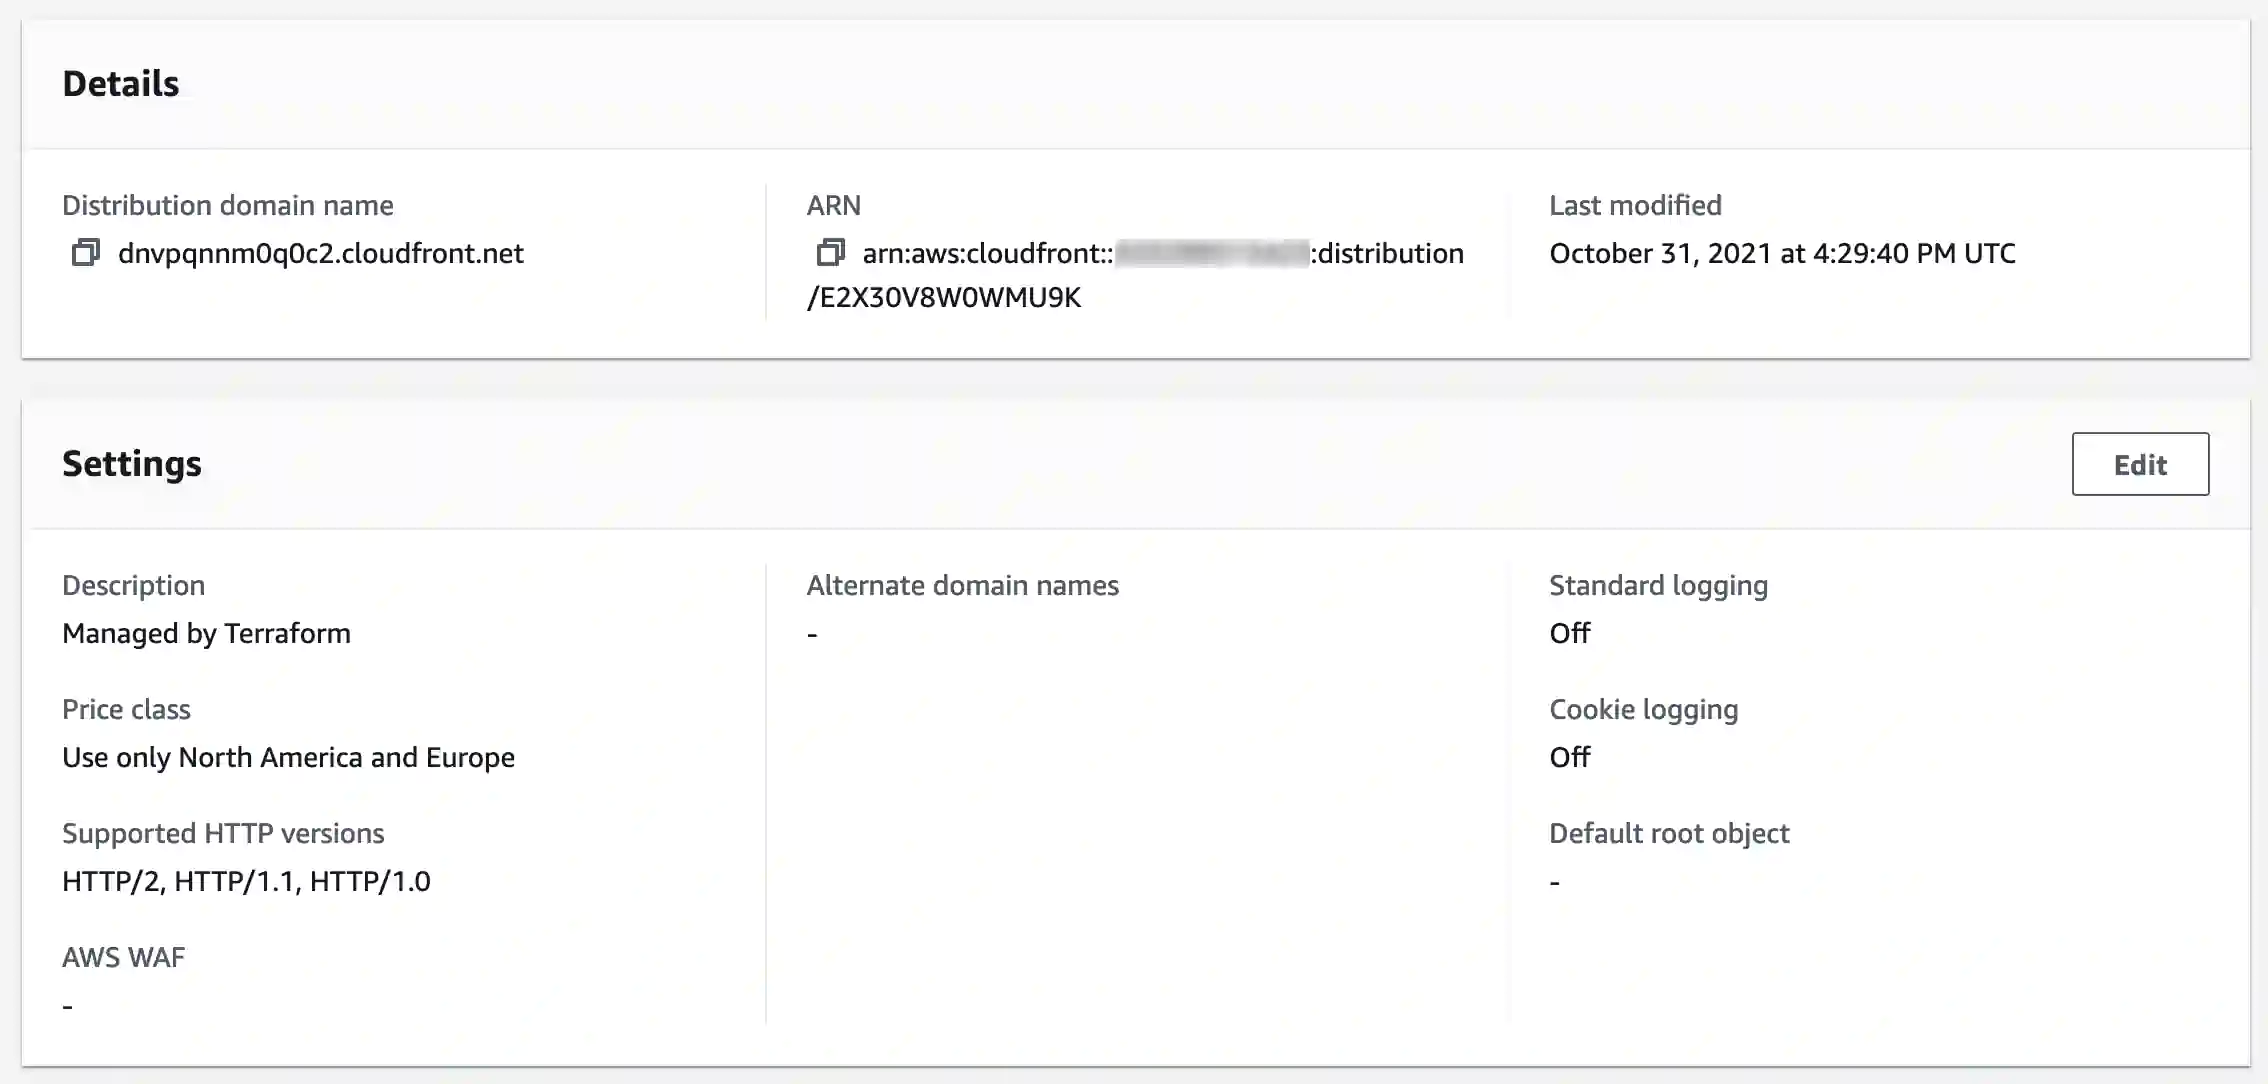 Details
Distribution domain name
dnvpqnnm0q0c2.cloudfront.net
ARN
arn:aws:cloudfront:::distribution
/E2X30V8W0WMU9K
Last modified
October 31, 2021 at 4:29:40 PM UTC
Settings
Edit
Description
Managed by Terraform
Price class
Use only North America and Europe
Supported HTTP versions
HTTP/2, HTTP/1.1, HTTP/1.0
AWS WAF
-
Alternate domain names
-
Standard logging
Off
Cookie logging
Off
Default root object
-